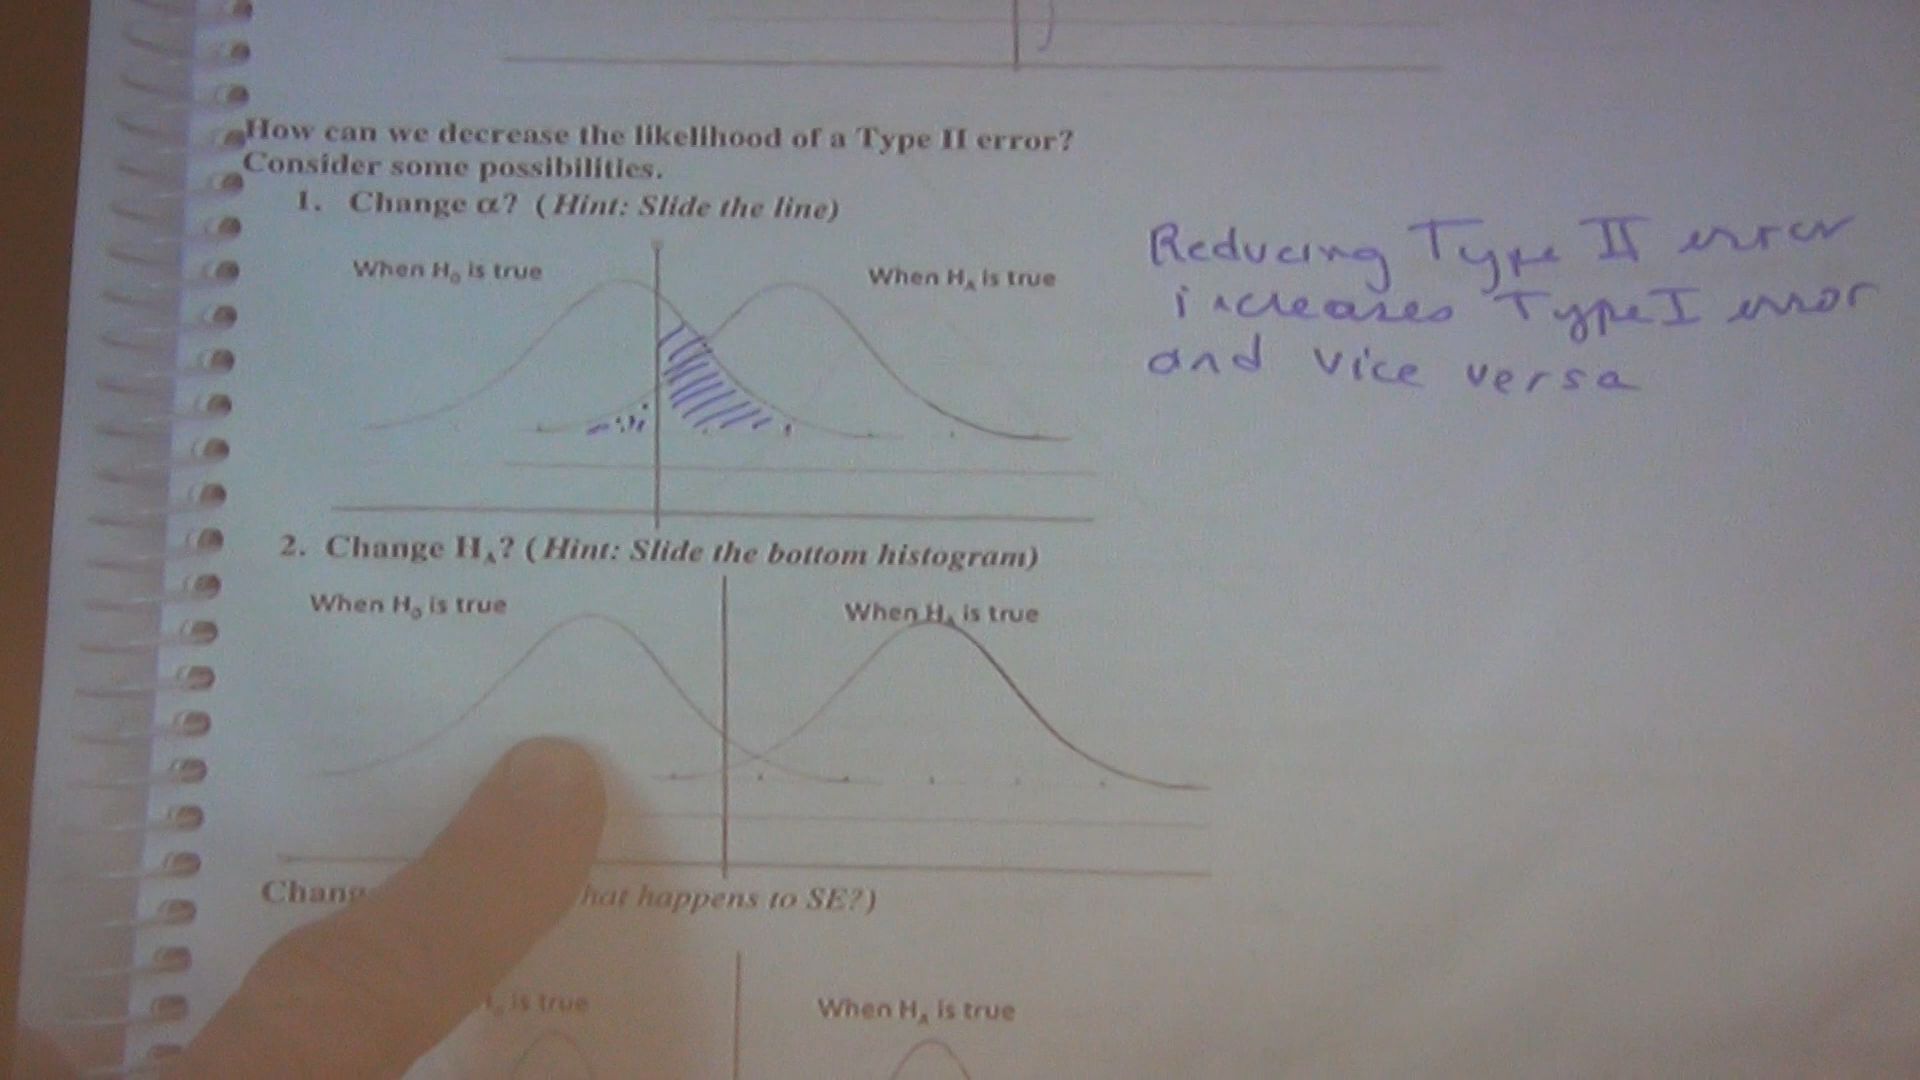 How can we decrease the likelihood of a Type II error?
Consider some possibilities.
1. Change α? (Hint: Slide the line)
When H₀ is true
When Hₐ is true
Reducing Type II error
increases Type I error
and vice versa
2. Change Hₐ? (Hint: Slide the bottom histogram)
When H₀ is true
When Hₐ is true
happens to SE?)
is true
When Hₐ is true